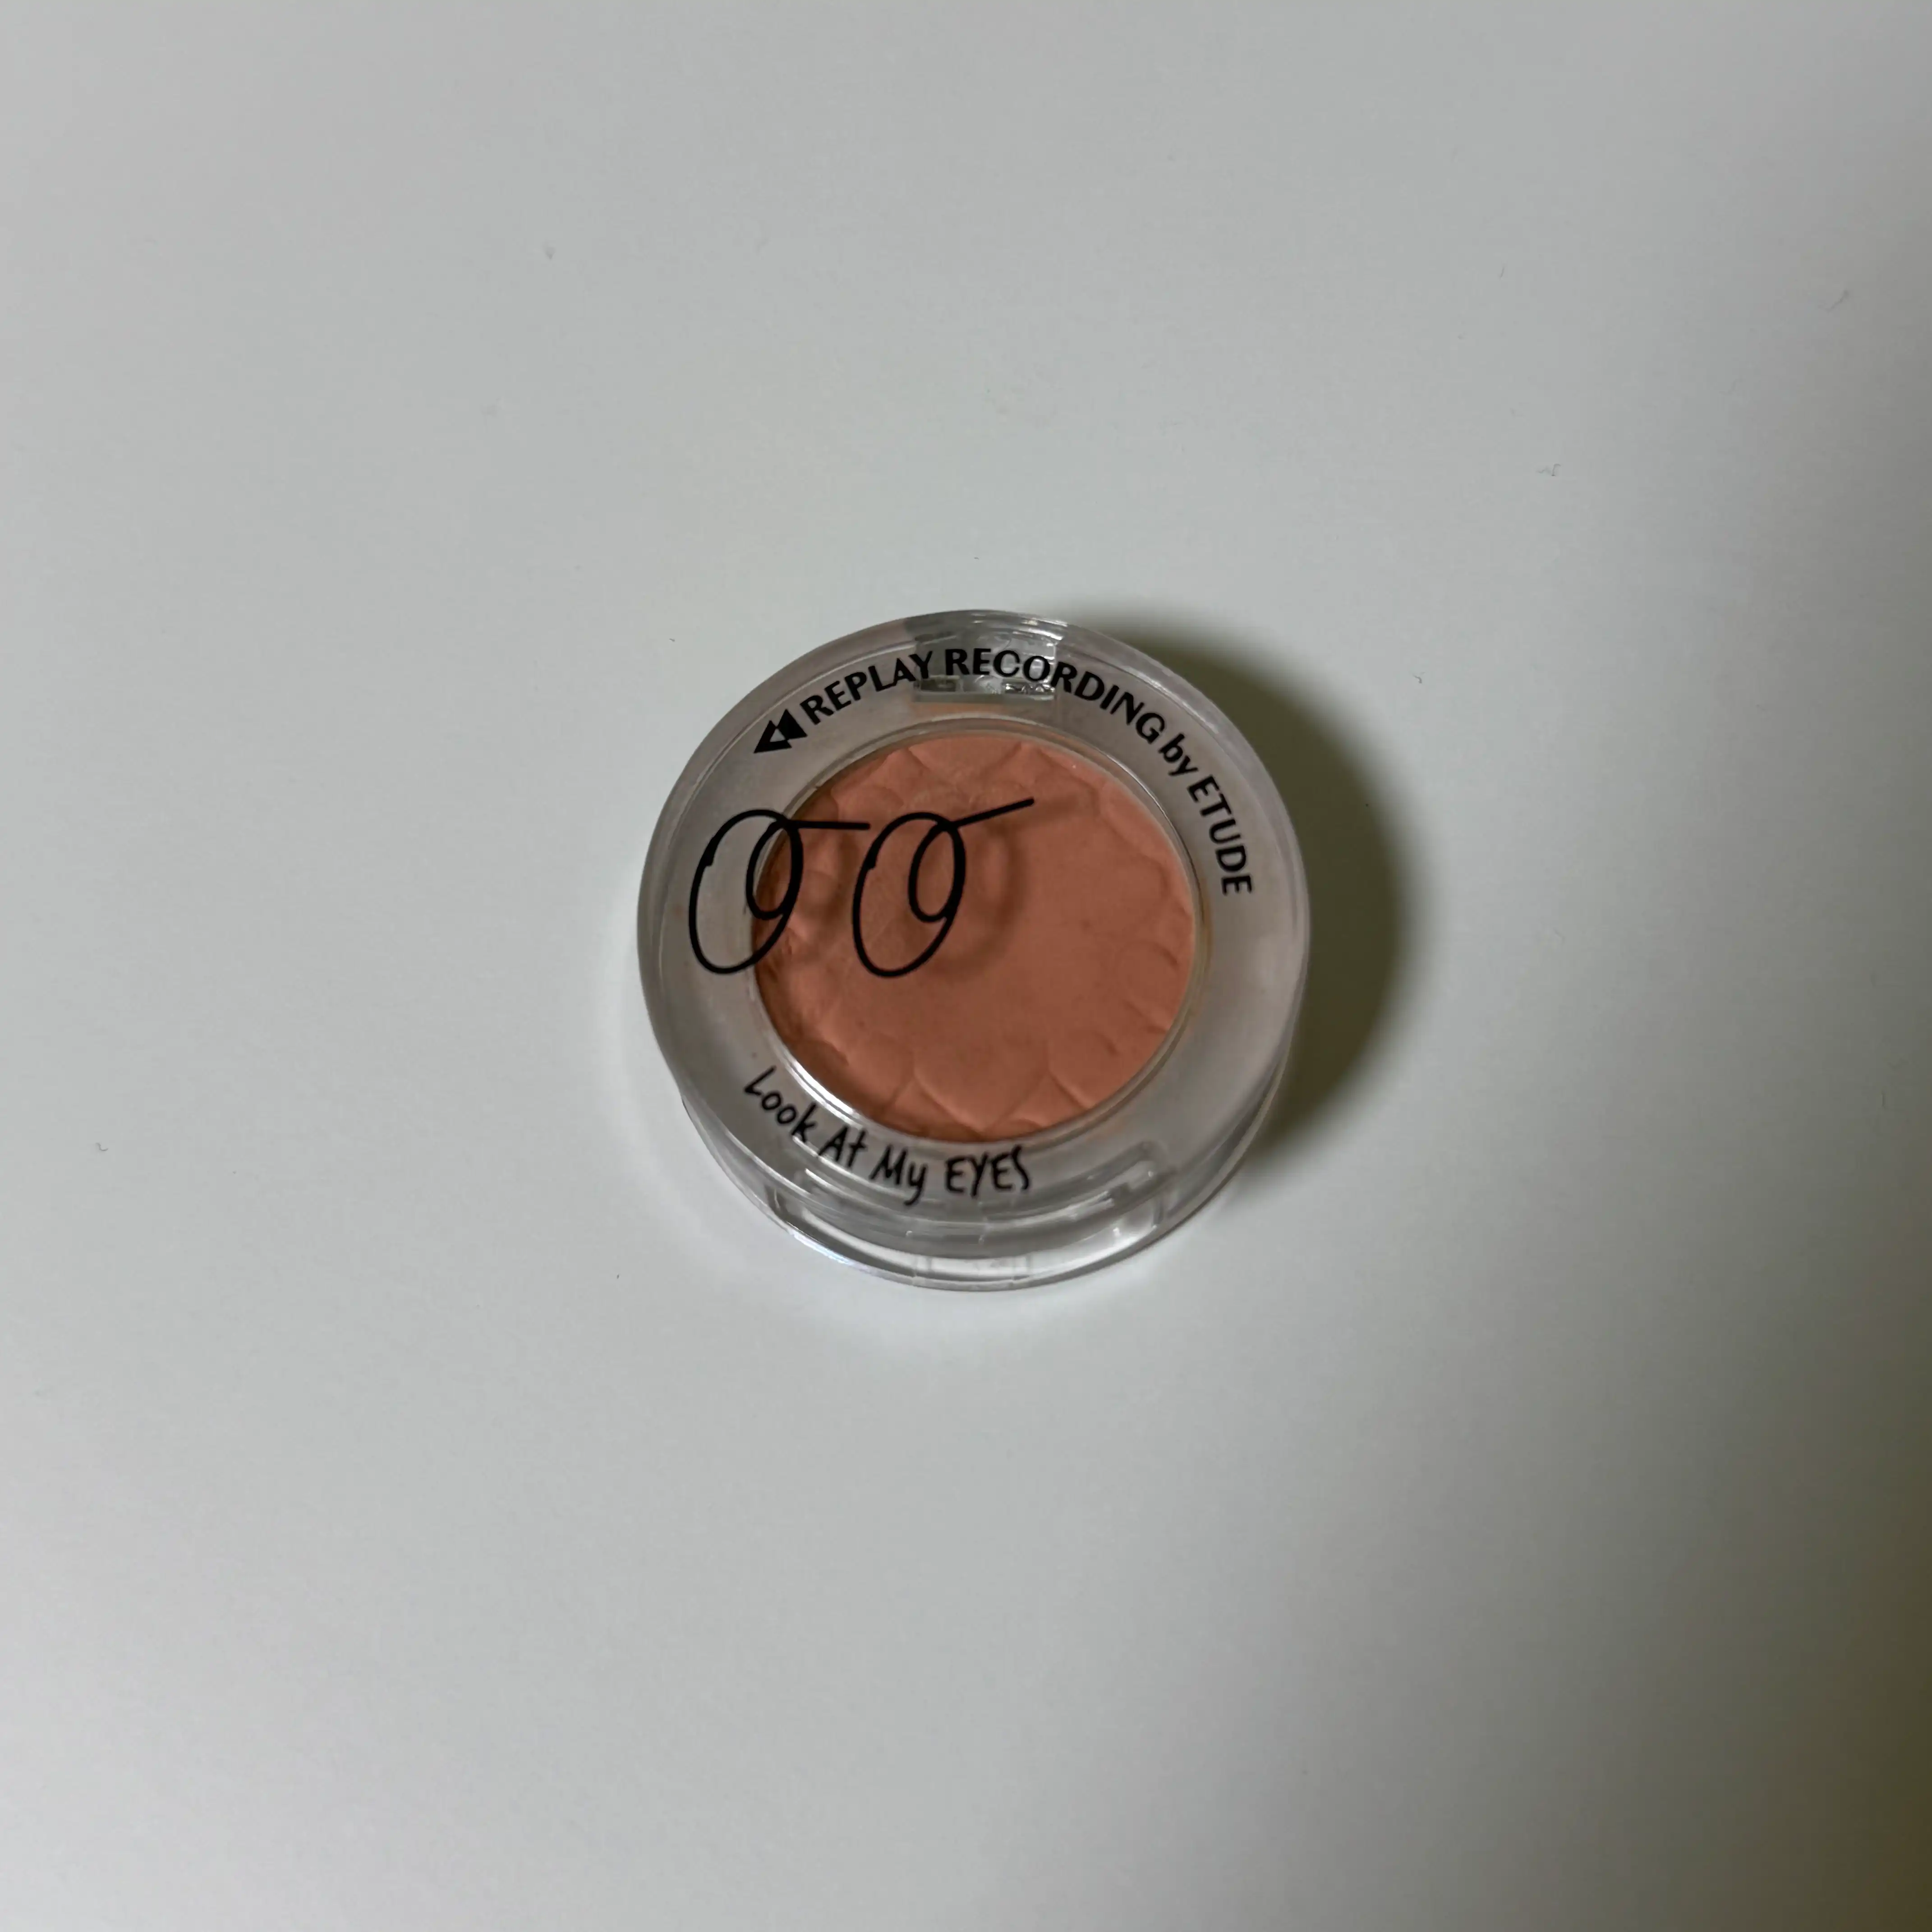 REPLAY RECORDING by ETUDE
Look At My EYES